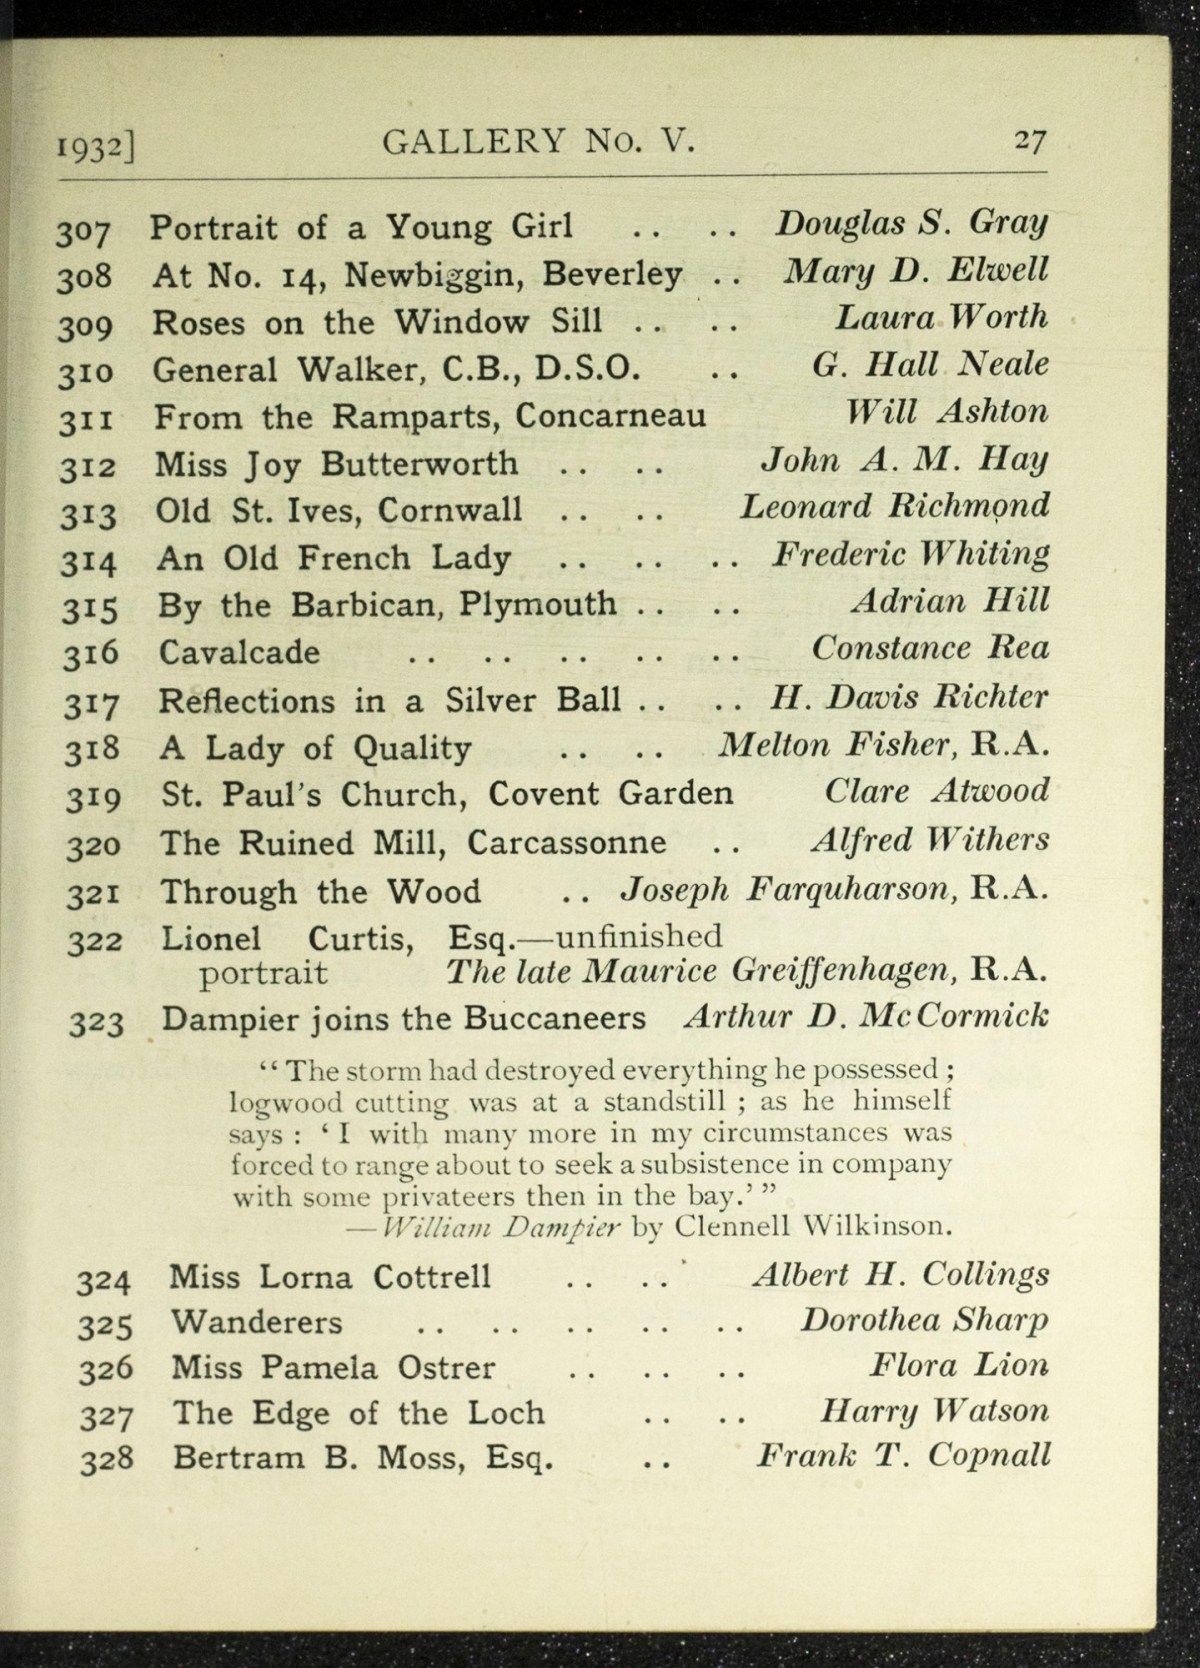 1932] GALLERY No. V. 27
307 Portrait of a Young Girl .. .. Douglas S. Gray
308 At No. 14, Newbiggin, Beverley .. Mary D. Elwell
309 Roses on the Window Sill .. .. Laura Worth
310 General Walker, C.B., D.S.O. .. G. Hall Neale
311 From the Ramparts, Concarneau Will Ashton
312 Miss Joy Butterworth .. .. John A. M. Hay
313 Old St. Ives, Cornwall .. .. Leonard Richmond
314 An Old French Lady .. .. .. Frederic Whiting
315 By the Barbican, Plymouth .. .. Adrian Hill
316 Cavalcade .. .. .. .. .. Constance Rea
317 Reflections in a Silver Ball .. .. H. Davis Richter
318 A Lady of Quality .. .. Melton Fisher, R.A.
319 St. Paul's Church, Covent Garden Clare Atwood
320 The Ruined Mill, Carcassonne .. Alfred Withers
321 Through the Wood .. Joseph Farquharson, R.A.
322 Lionel Curtis, Esq.—unfinished
portrait The late Maurice Greiffenhagen, R.A.
323 Dampier joins the Buccaneers Arthur D. McCormick
“The storm had destroyed everything he possessed ;
logwood cutting was at a standstill ; as he himself
says : ‘ I with many more in my circumstances was
forced to range about to seek a subsistence in company
with some privateers then in the bay.’ ”
—William Dampier by Clennell Wilkinson.
324 Miss Lorna Cottrell .. .. Albert H. Collings
325 Wanderers .. .. .. .. .. Dorothea Sharp
326 Miss Pamela Ostrer .. .. .. Flora Lion
327 The Edge of the Loch .. .. Harry Watson
328 Bertram B. Moss, Esq. .. Frank T. Copnall